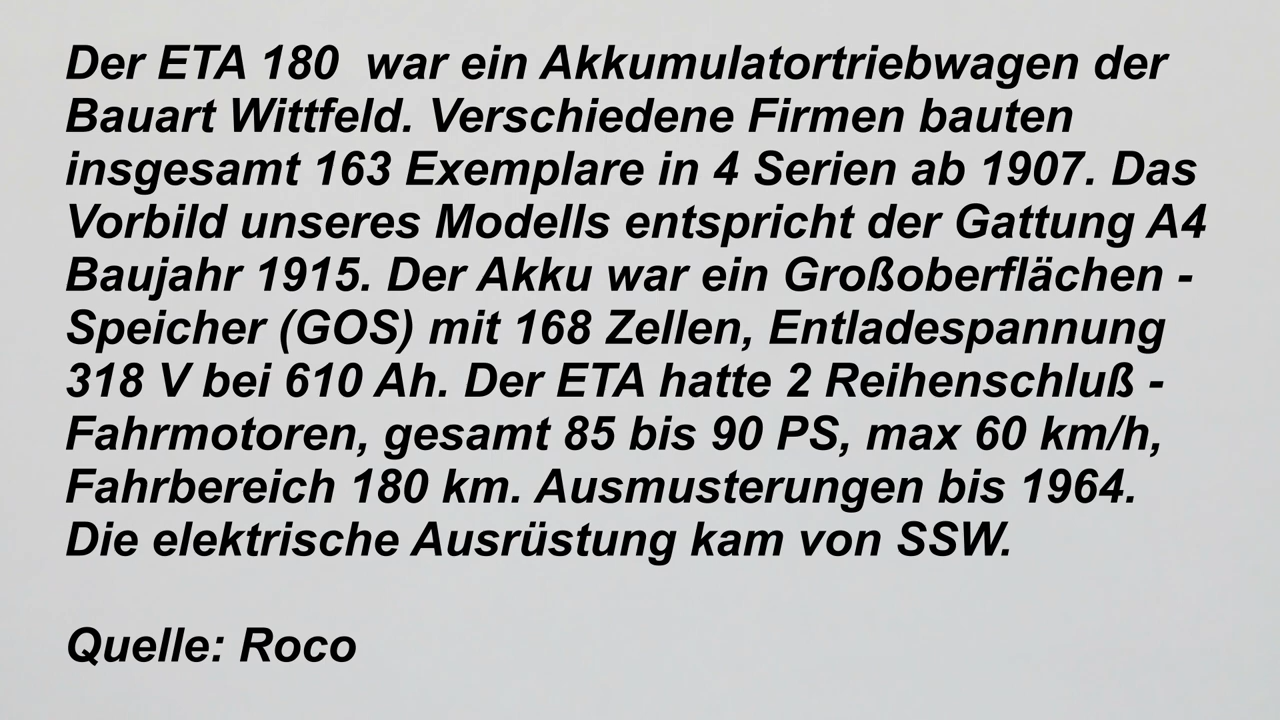 Der ETA 180  war ein Akkumulatortriebwagen der
Bauart Wittfeld. Verschiedene Firmen bauten
insgesamt 163 Exemplare in 4 Serien ab 1907. Das
Vorbild unseres Modells entspricht der Gattung A4
Baujahr 1915. Der Akku war ein Großoberflächen -
Speicher (GOS) mit 168 Zellen, Entladespannung
318 V bei 610 Ah. Der ETA hatte 2 Reihenschluß -
Fahrmotoren, gesamt 85 bis 90 PS, max 60 km/h,
Fahrbereich 180 km. Ausmusterungen bis 1964.
Die elektrische Ausrüstung kam von SSW.
Quelle: Roco